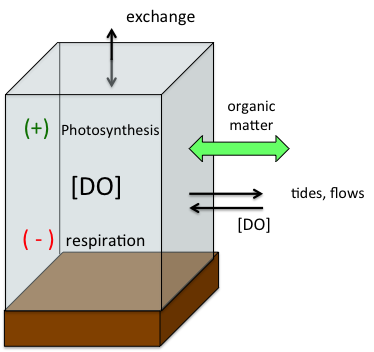 exchange
organic
matter
(+) Photosynthesis
[DO]
tides, flows
[DO]
(-) respiration